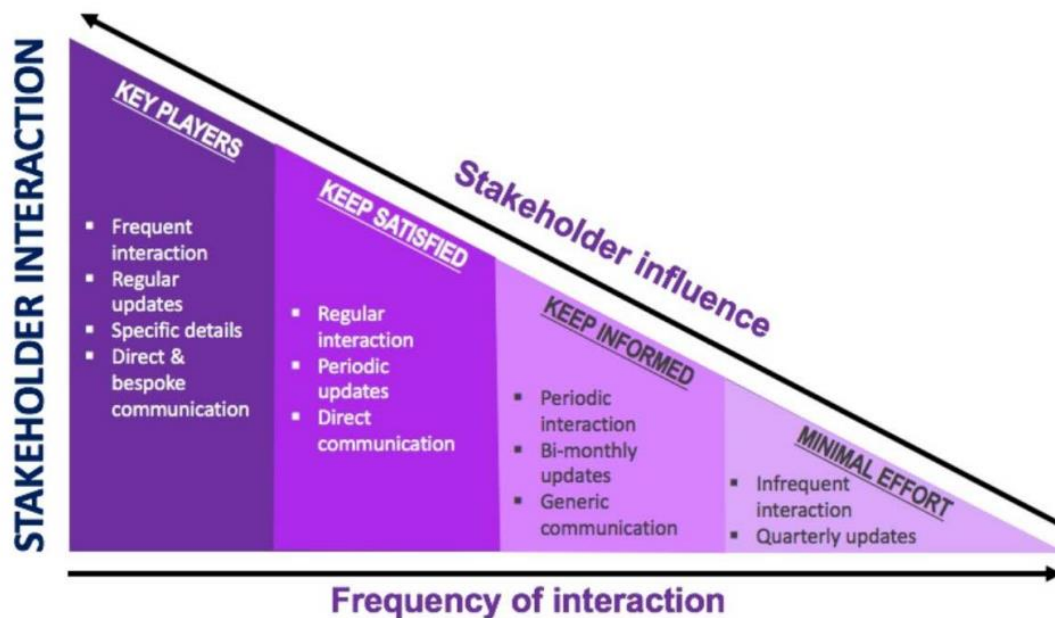 STAKEHOLDER INTERACTION
KEY PLAYERS
▪ Frequent
interaction
▪ Regular
updates
▪ Specific details
▪ Direct &
bespoke
communication
KEEP SATISFIED
▪ Regular
interaction
▪ Periodic
updates
▪ Direct
communication
Stakeholder influence
KEEP INFORMED
▪ Periodic
interaction
▪ Bi-monthly
updates
▪ Generic
communication
MINIMAL EFFORT
▪ Infrequent
interaction
▪ Quarterly updates
Frequency of interaction